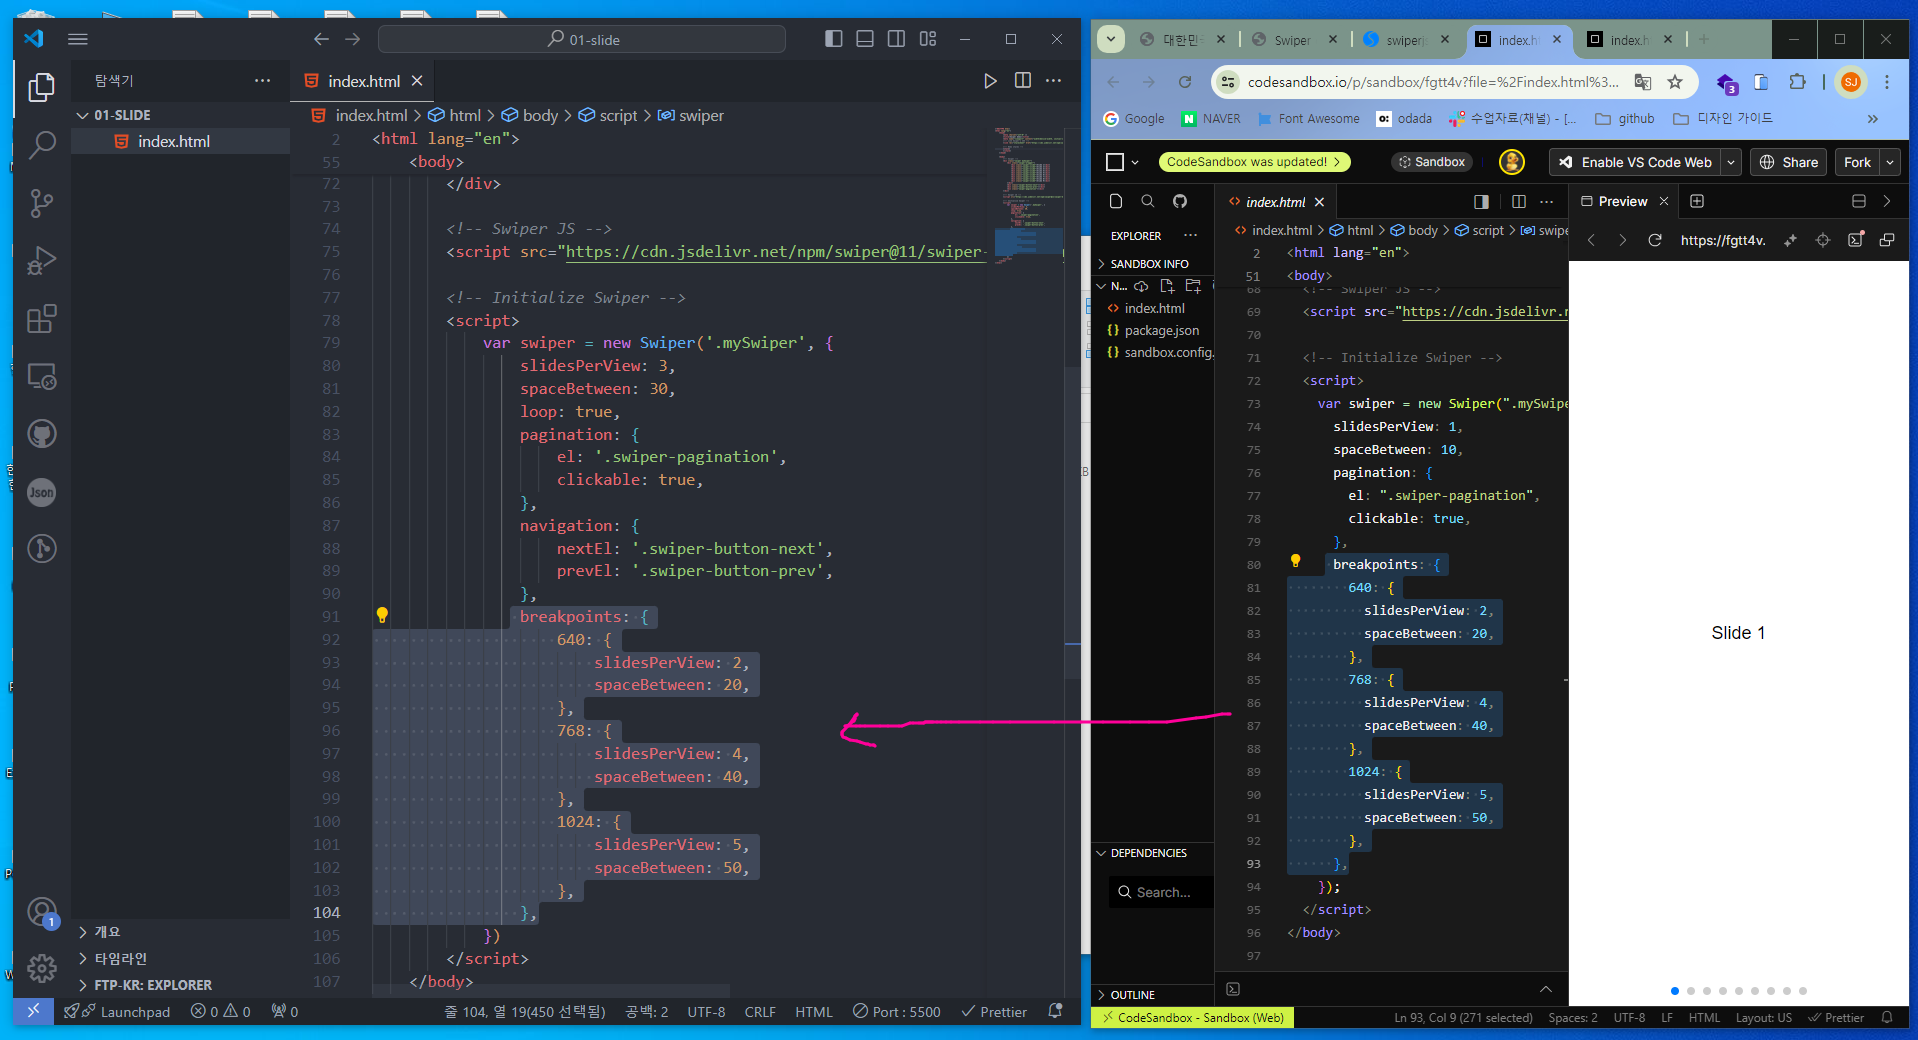 01-slide
탐색기
index.html
01-SLIDE
index.html
index.html > html > body > script > swiper
2 <html lang="en">
55 <body>
72 </div>
73
74 <!-- Swiper JS -->
75 <script src="https://cdn.jsdelivr.net/npm/swiper@11/swiper-
76
77 <!-- Initialize Swiper -->
78 <script>
79 var swiper = new Swiper('.mySwiper', {
80 slidesPerView: 3,
81 spaceBetween: 30,
82 loop: true,
83 pagination: {
84 el: '.swiper-pagination',
85 clickable: true,
86 },
87 navigation: {
88 nextEl: '.swiper-button-next',
89 prevEl: '.swiper-button-prev',
90 },
91 breakpoints: {
92 640: {
93 slidesPerView: 2,
94 spaceBetween: 20,
95 },
96 768: {
97 slidesPerView: 4,
98 spaceBetween: 40,
99 },
100 1024: {
101 slidesPerView: 5,
102 spaceBetween: 50,
103 },
104 },
105 })
106 </script>
107 </body>
Json
1
개요
타임라인
FTP-KR: EXPLORER
Launchpad 0 0 0 줄 104, 열 19(450 선택됨) 공백: 2 UTF-8 CRLF HTML Port : 5500 Prettier
대한민국 Swiper swiperj index.h index.h
codesandbox.io/p/sandbox/fgtt4v?file=%2Findex.html%3... 3 SJ
Google NAVER Font Awesome odada 수업자료(채널) - [... github 디자인 가이드 »
CodeSandbox was updated! Sandbox Enable VS Code Web Share Fork
index.html
Preview
EXPLORER
SANDBOX INFO
N...
index.html
package.json
sandbox.config.
DEPENDENCIES
Search...
OUTLINE
index.html > html > body > script > swipe
https://fgtt4v.
2 <html lang="en">
51 <body>
68 <!-- Swiper JS -->
69 <script src="https://cdn.jsdelivr.n
70
71 <!-- Initialize Swiper -->
72 <script>
73 var swiper = new Swiper(".mySwipe
74 slidesPerView: 1,
75 spaceBetween: 10,
76 pagination: {
77 el: ".swiper-pagination",
78 clickable: true,
79 },
80 breakpoints: {
81 640: {
82 slidesPerView: 2,
83 spaceBetween: 20,
84 },
85 768: {
86 slidesPerView: 4,
87 spaceBetween: 40,
88 },
89 1024: {
90 slidesPerView: 5,
91 spaceBetween: 50,
92 },
93 },
94 });
95 </script>
96 </body>
97
Slide 1
CodeSandbox - Sandbox (Web) Ln 93, Col 9 (271 selected) Spaces: 2 UTF-8 LF HTML Layout: US Prettier